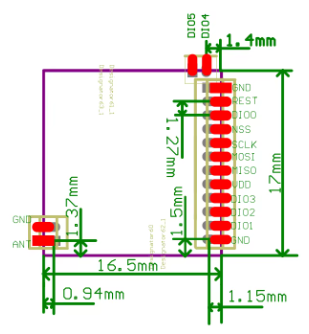 DIO5
DIO4
1.4mm
GND
REST
DIO0
1.27mm
NSS
SCLK
MOSI
MISO
VDD
17mm
DIO3
DIO2
DIO1
GND
1.5mm
1.37mm
GND
ANT
16.5mm
0.94mm
1.15mm